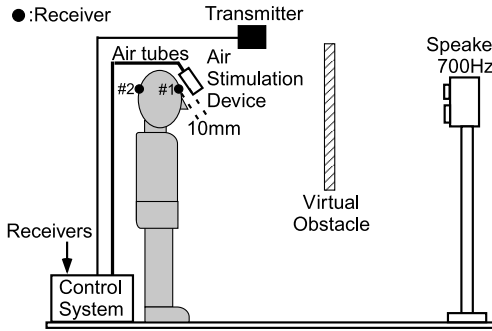 ●:Receiver
Transmitter
Air tubes
Air
Stimulation
Device
#2
#1
10mm
Speake
700Hz
Virtual
Obstacle
Receivers
Control
System